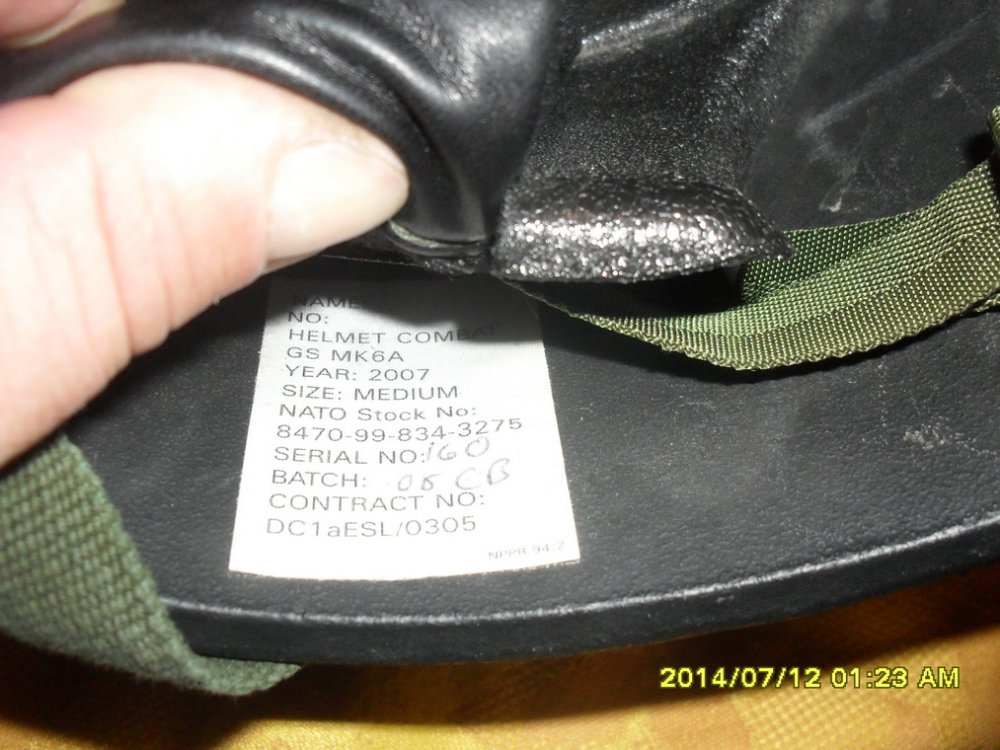 NAME
NO:
HELMET COMBAT
GS MK6A
YEAR: 2007
SIZE: MEDIUM
NATO Stock No:
8470-99-834-3275
SERIAL NO: 160
BATCH: 08 CB
CONTRACT NO:
DC1aESL/0305
NPPR 94/2
2014/07/12 01:23 AM